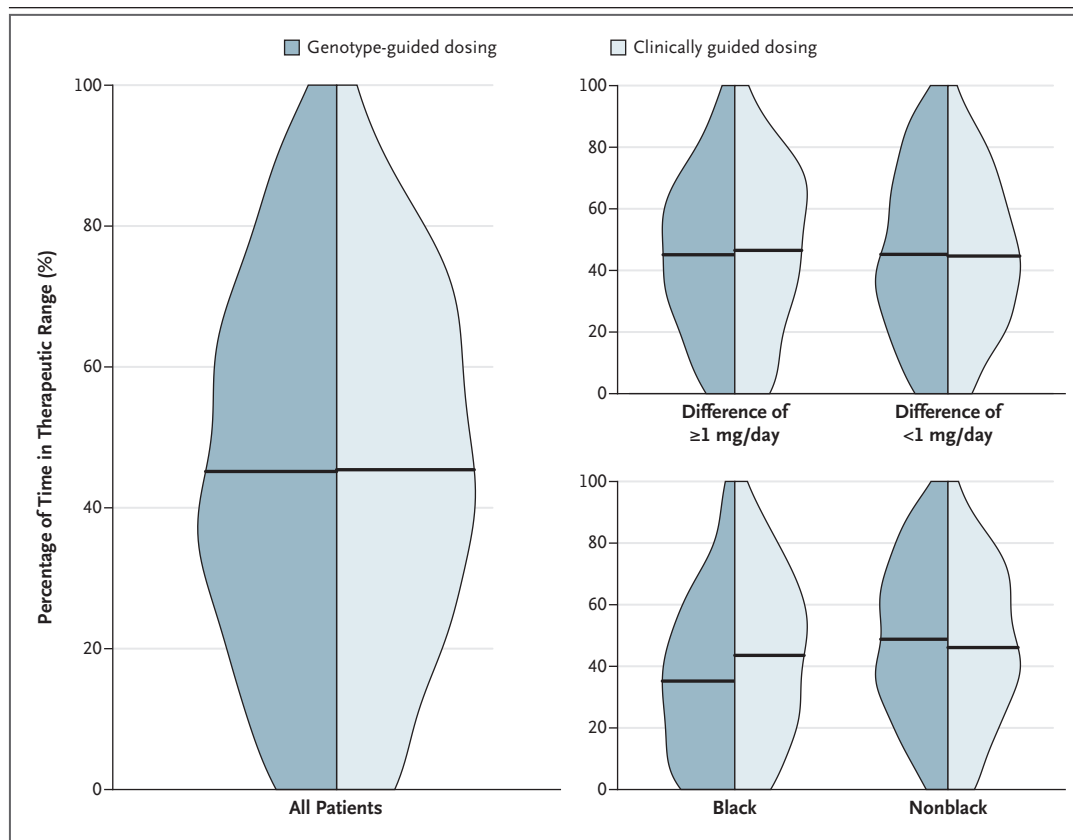 Genotype-guided dosing
Clinically guided dosing
Percentage of Time in Therapeutic Range (%)
100
80
60
40
20
0
All Patients
100
80
60
40
20
0
Difference of
≥1 mg/day
Difference of
<1 mg/day
100
80
60
40
20
0
Black
Nonblack